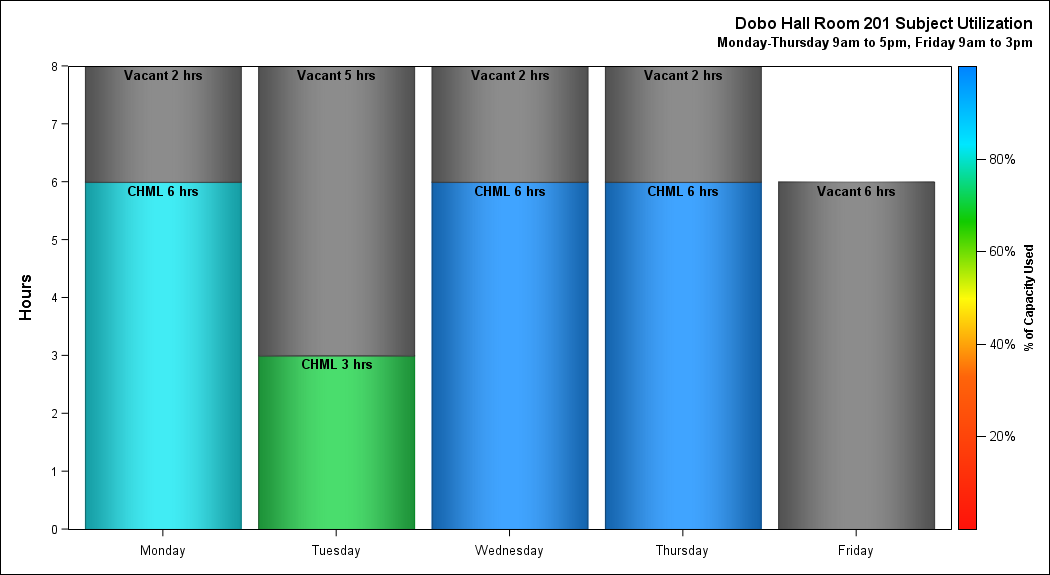 Dobo Hall Room 201 Subject Utilization
Monday-Thursday 9am to 5pm, Friday 9am to 3pm
Hours
8
7
6
5
4
3
2
1
0
Vacant 2 hrs
CHML 6 hrs
Vacant 5 hrs
CHML 3 hrs
Vacant 2 hrs
CHML 6 hrs
Vacant 2 hrs
CHML 6 hrs
Vacant 6 hrs
Monday
Tuesday
Wednesday
Thursday
Friday
80%
60%
40%
20%
% of Capacity Used